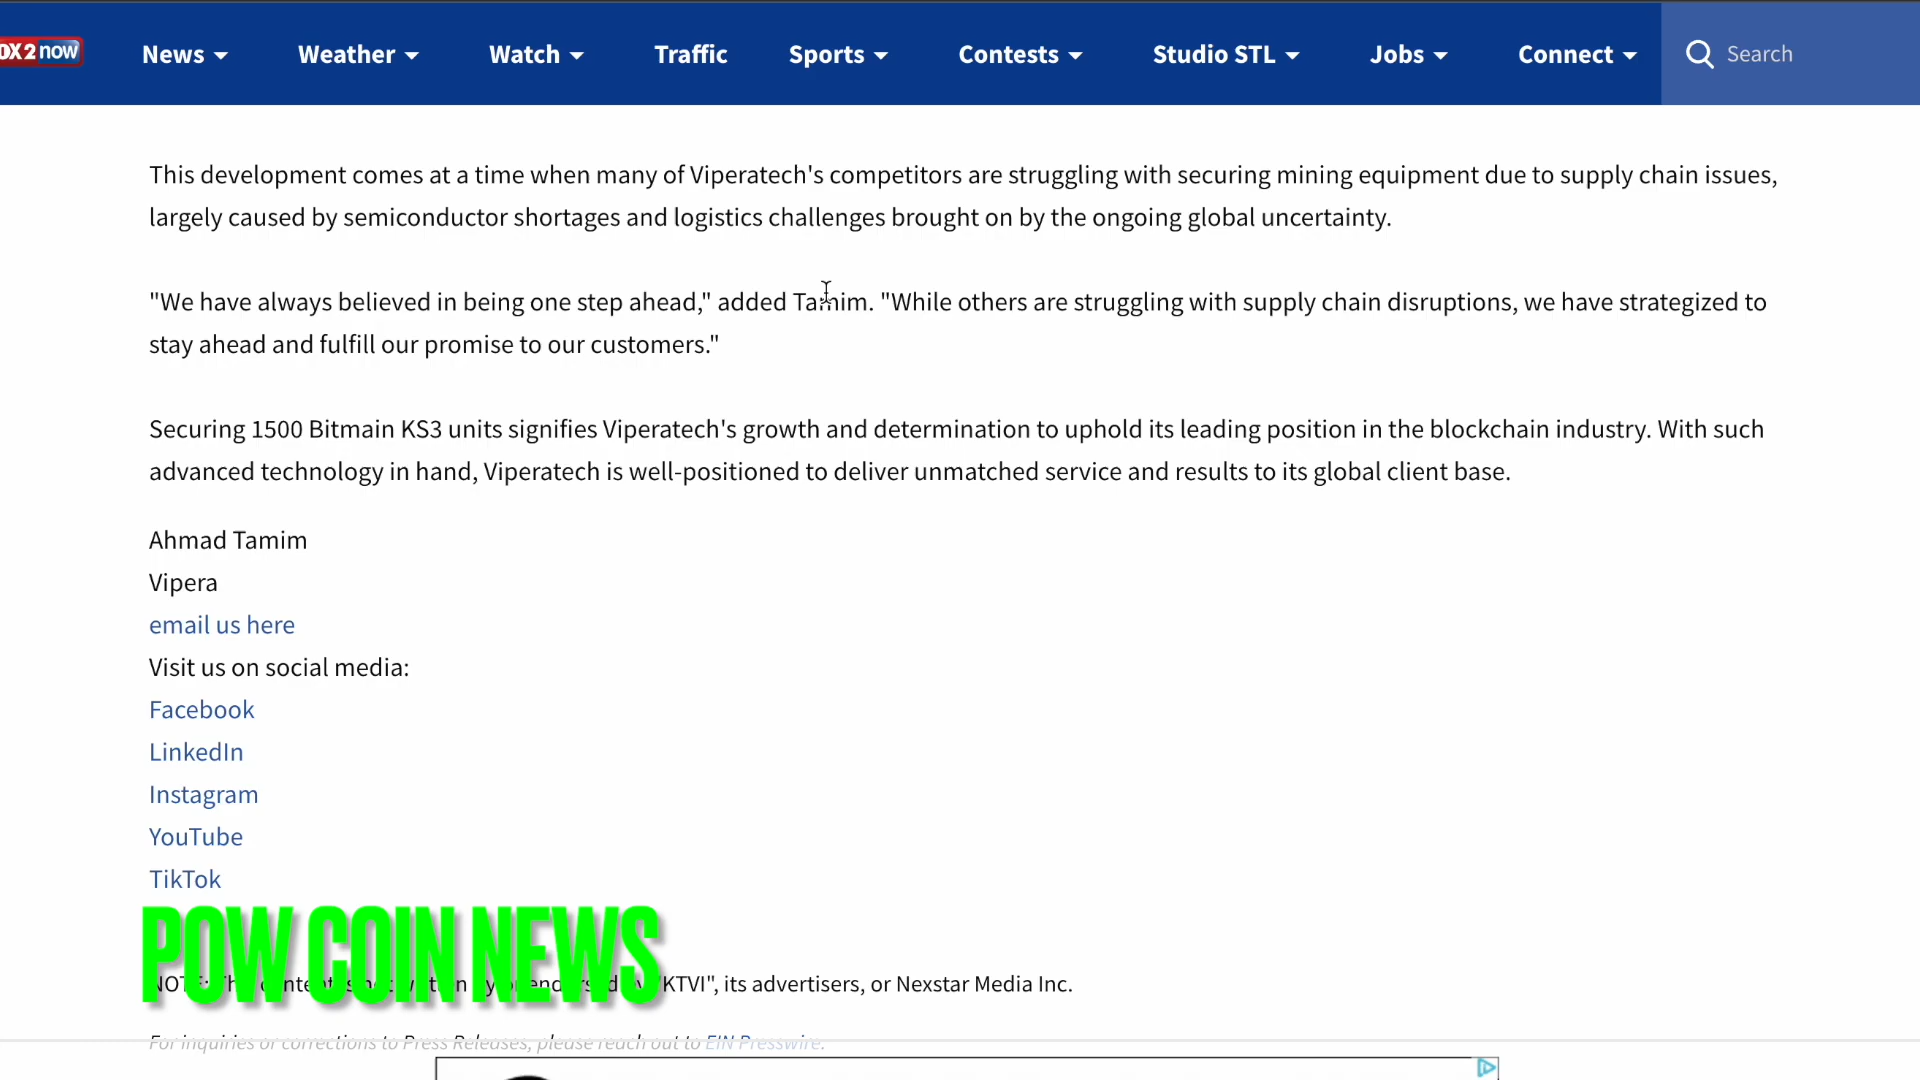 OX2 now News Weather Watch Traffic Sports Contests Studio STL Jobs Connect Search
This development comes at a time when many of Viperatech's competitors are struggling with securing mining equipment due to supply chain issues,
largely caused by semiconductor shortages and logistics challenges brought on by the ongoing global uncertainty.
"We have always believed in being one step ahead," added Tamim. "While others are struggling with supply chain disruptions, we have strategized to
stay ahead and fulfill our promise to our customers."
Securing 1500 Bitmain KS3 units signifies Viperatech's growth and determination to uphold its leading position in the blockchain industry. With such
advanced technology in hand, Viperatech is well-positioned to deliver unmatched service and results to its global client base.
Ahmad Tamim
Vipera
email us here
Visit us on social media:
Facebook
LinkedIn
Instagram
YouTube
TikTok
POW COIN NEWS
"KTVI", its advertisers, or Nexstar Media Inc.
For inquiries or corrections to Press Releases, please reach out to EIN Presswire.